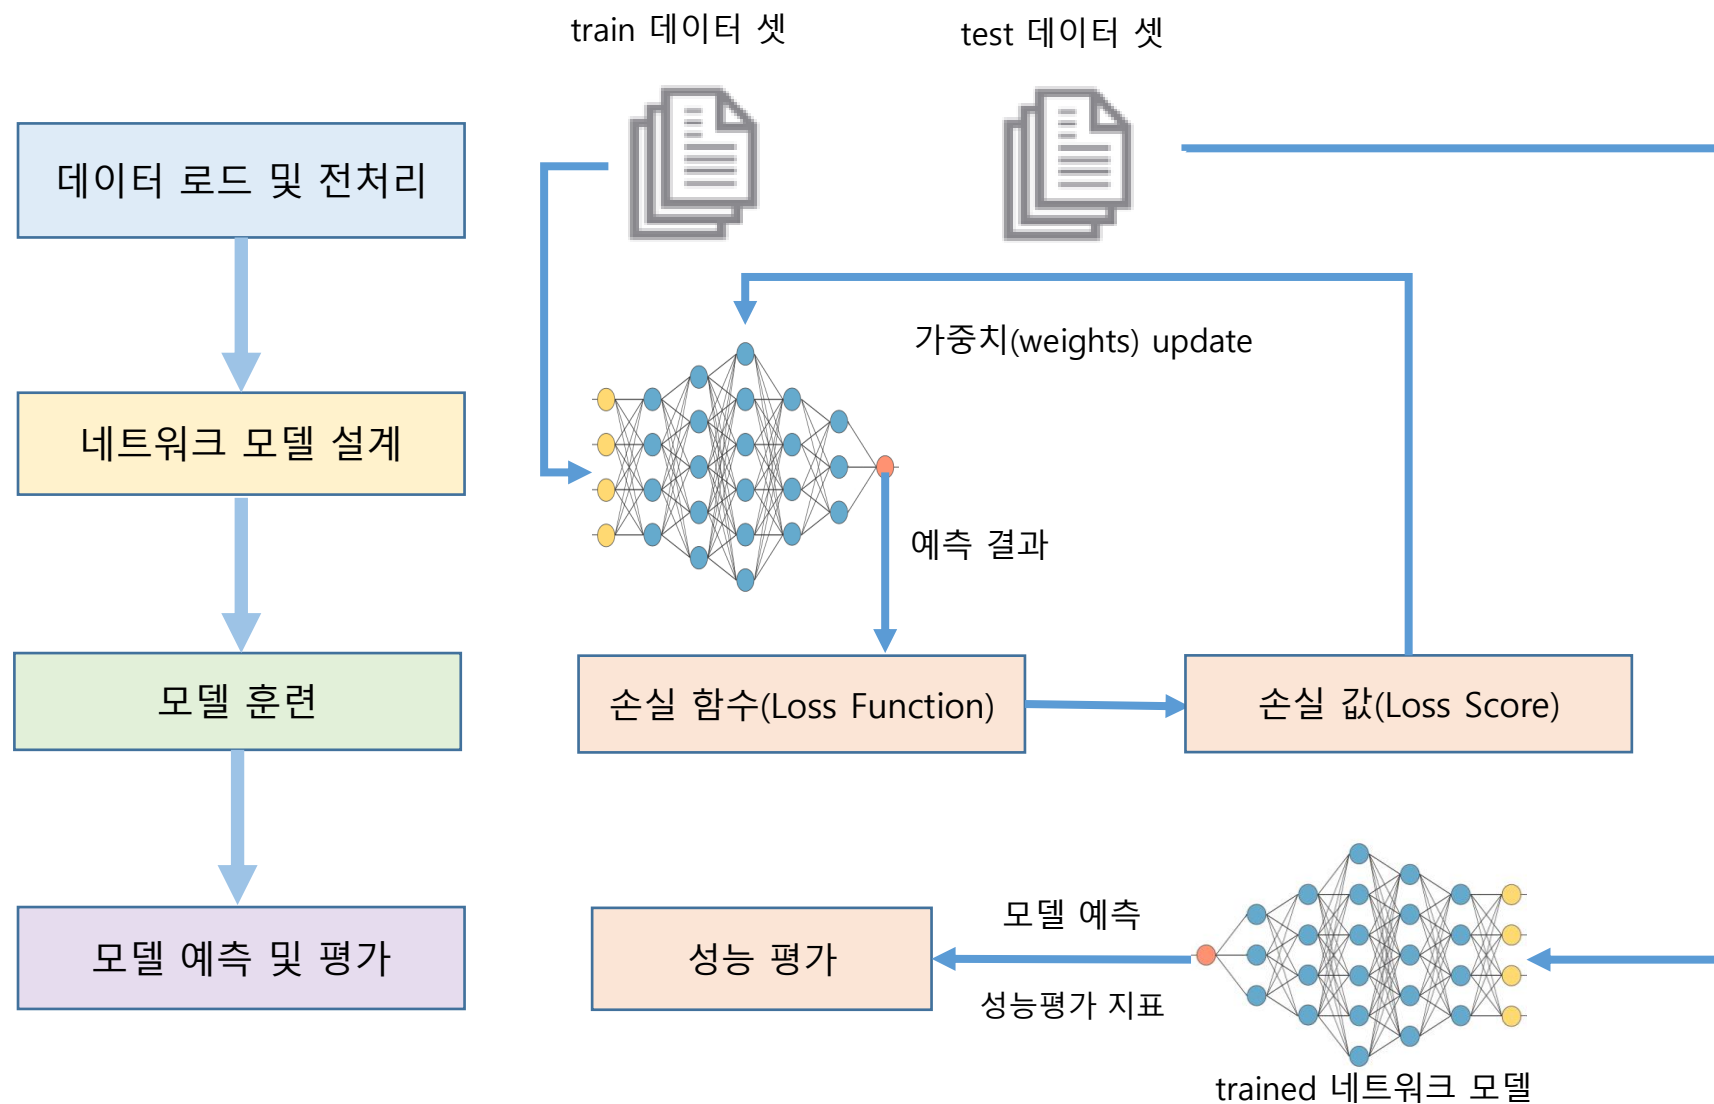 train 데이터 셋
test 데이터 셋
데이터 로드 및 전처리
가중치(weights) update
네트워크 모델 설계
예측 결과
모델 훈련
손실 함수(Loss Function)
손실 값(Loss Score)
모델 예측 및 평가
성능 평가
모델 예측
성능평가 지표
trained 네트워크 모델